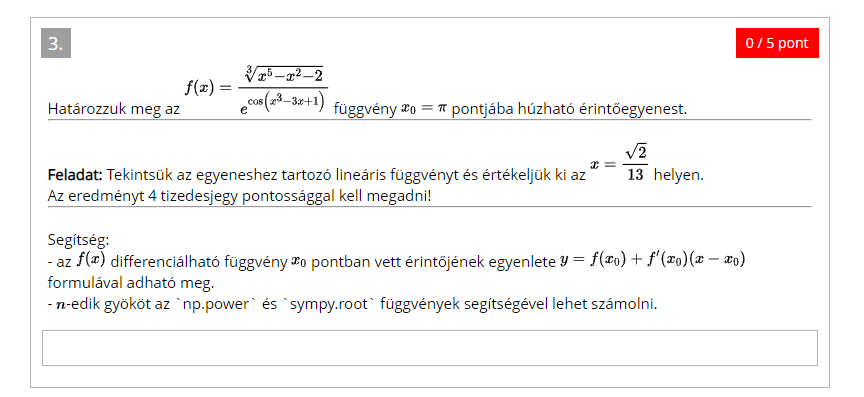 3.
0 / 5 pont
Határozzuk meg az f(x) = \frac{\sqrt[3]{x^5-x^2-2}}{e^{\cos(x^3-3x+1)}} függvény x_0 = π pontjába húzható érintőegyenest.
Feladat: Tekintsük az egyeneshez tartozó lineáris függvényt és értékeljük ki az x = \frac{\sqrt{2}}{13} helyen.
Az eredményt 4 tizedesjegy pontossággal kell megadni!
Segítség:
- az f(x) differenciálható függvény x_0 pontban vett érintőjének egyenlete y = f(x_0) + f'(x_0)(x - x_0)
formulával adható meg.
- n-edik gyököt az `np.power` és `sympy.root` függvények segítségével lehet számolni.